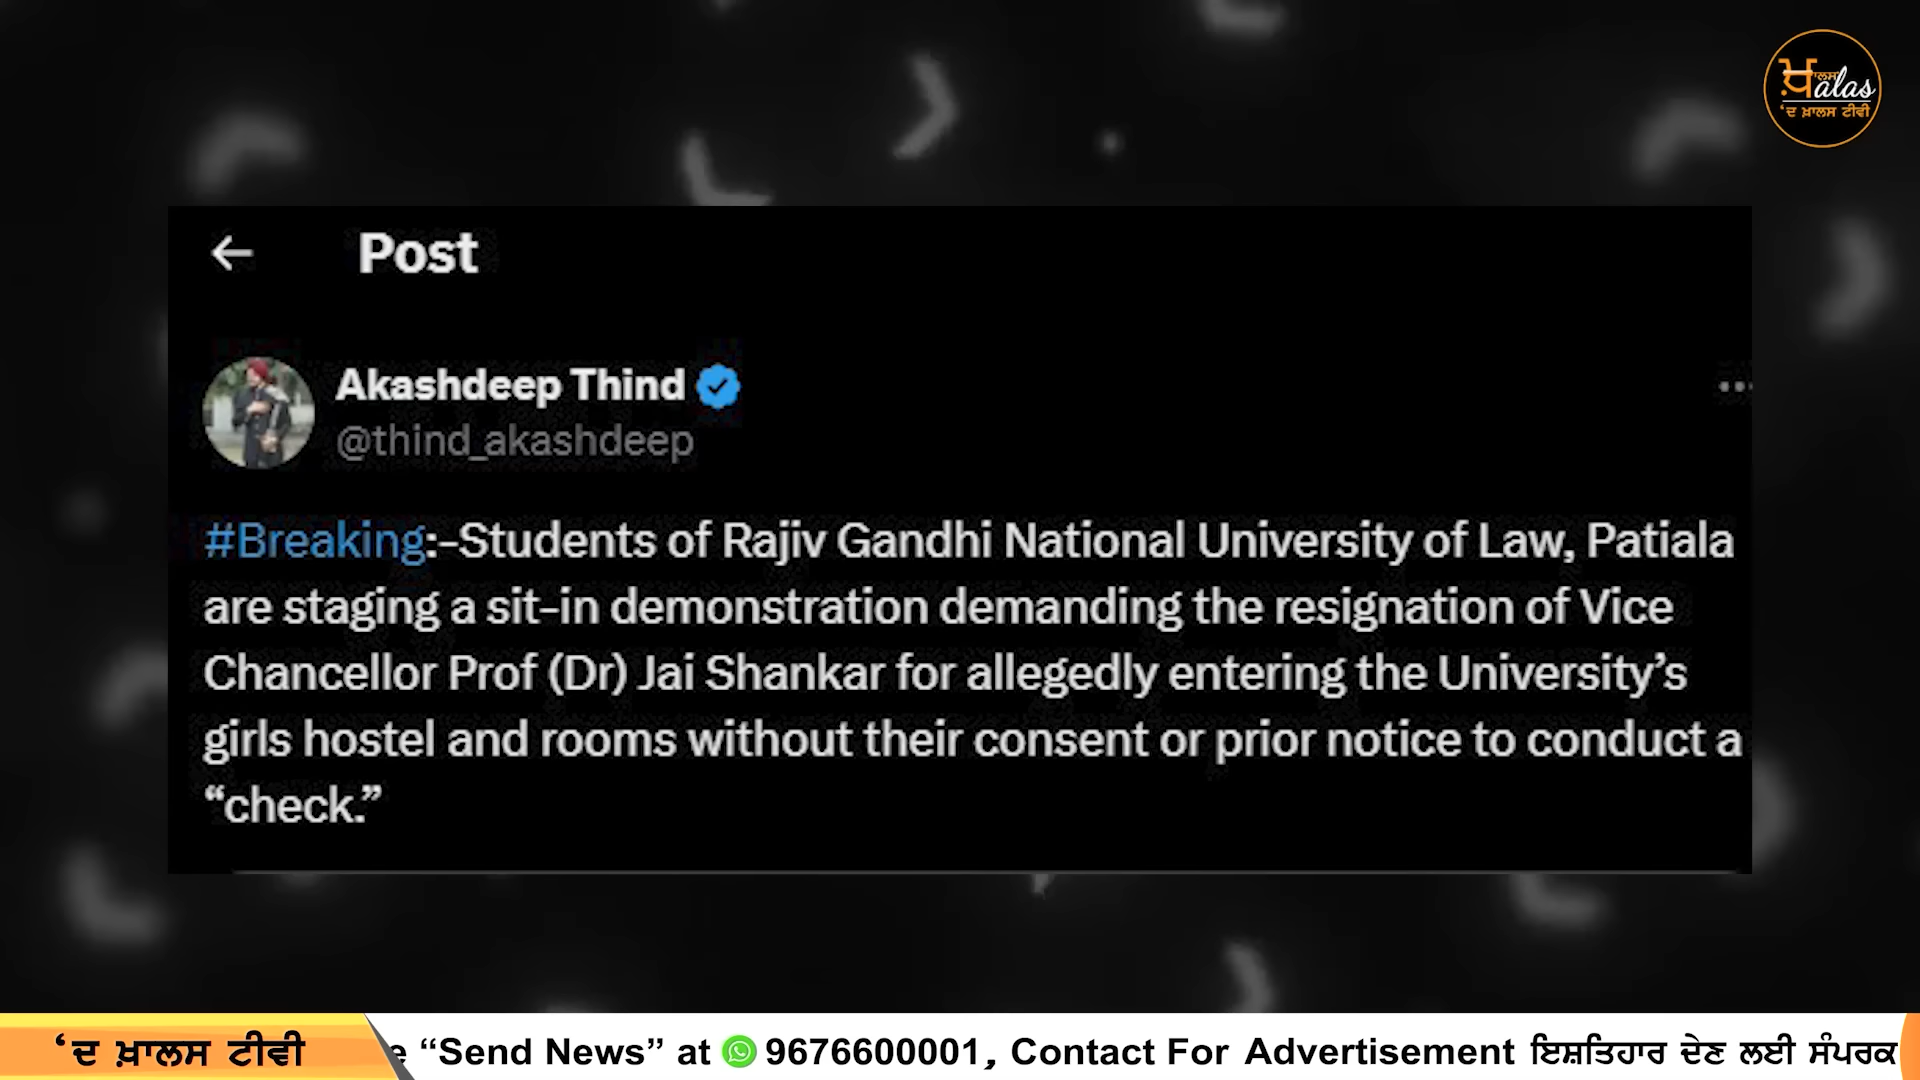 ਖ਼ਾਲਸ
alas
‘ਦ ਖ਼ਾਲਸ ਟੀਵੀ
Post
Akashdeep Thind
@thind_akashdeep
#Breaking:-Students of Rajiv Gandhi National University of Law, Patiala
are staging a sit-in demonstration demanding the resignation of Vice
Chancellor Prof (Dr) Jai Shankar for allegedly entering the University’s
girls hostel and rooms without their consent or prior notice to conduct a
“check.”
‘ਦ ਖ਼ਾਲਸ ਟੀਵੀ
e “Send News” at 9676600001, Contact For Advertisement ਇਸ਼ਤਿਹਾਰ ਦੇਣ ਲਈ ਸੰਪਰਕ